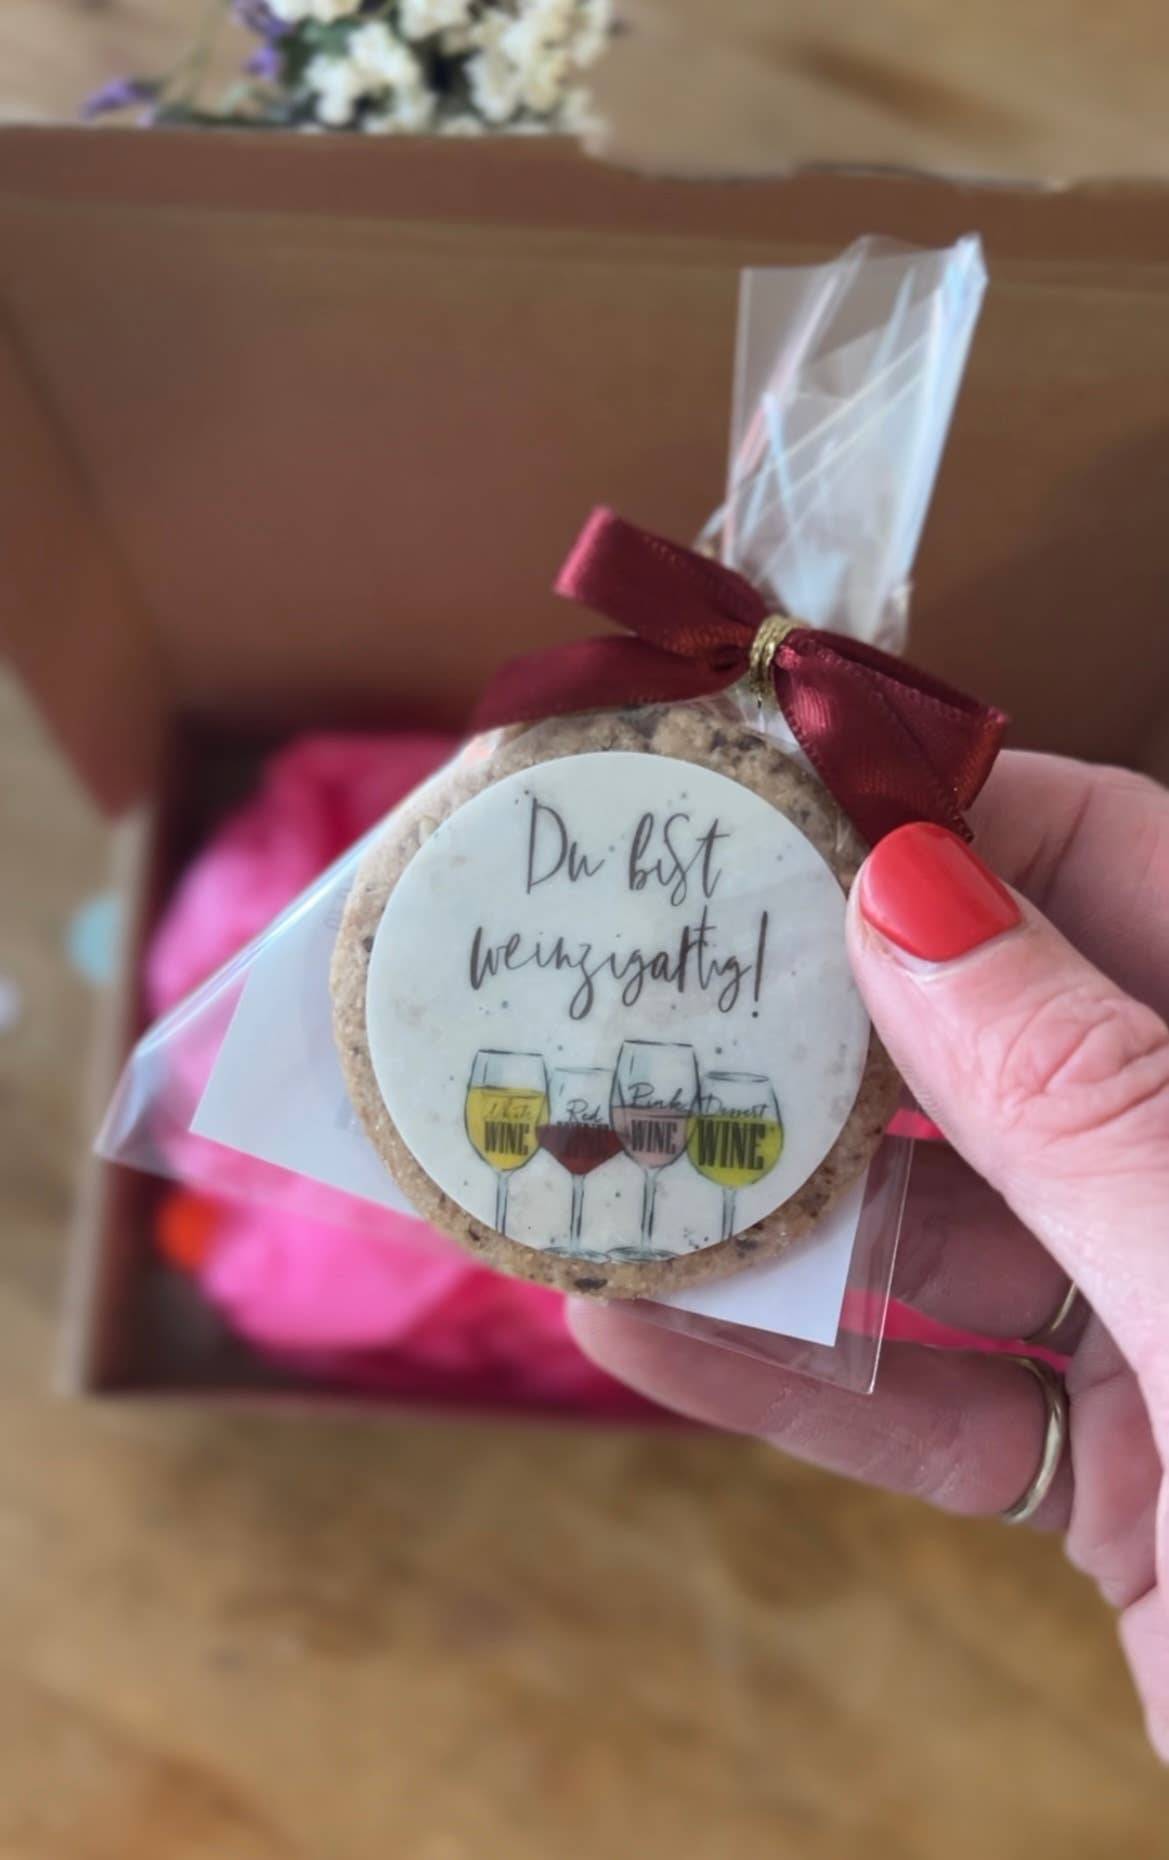 Du bist
weinzigartig!
White
WINE
Red
Pink
WINE
Dessert
WINE